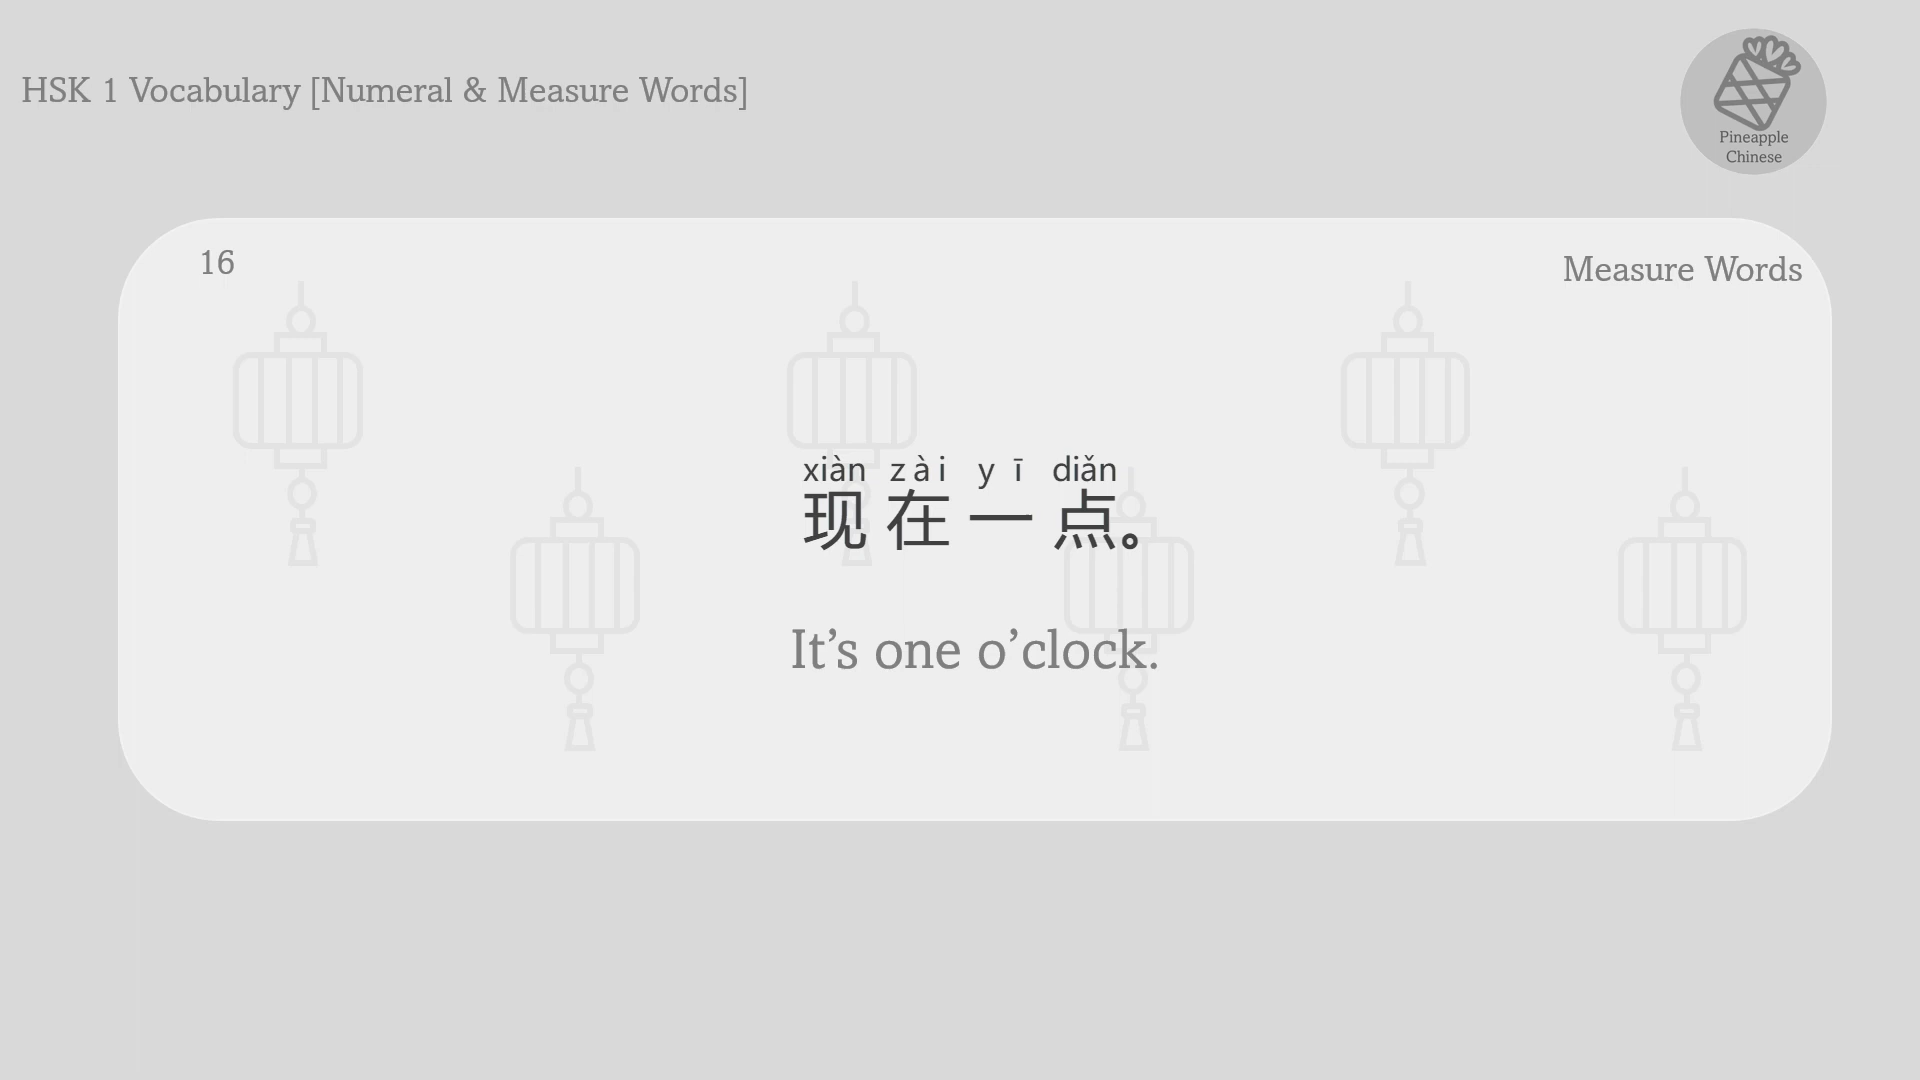 HSK 1 Vocabulary [Numeral & Measure Words]
Pineapple
Chinese
16
Measure Words
xiàn zài yī diǎn
现在一点。
It’s one o’clock.